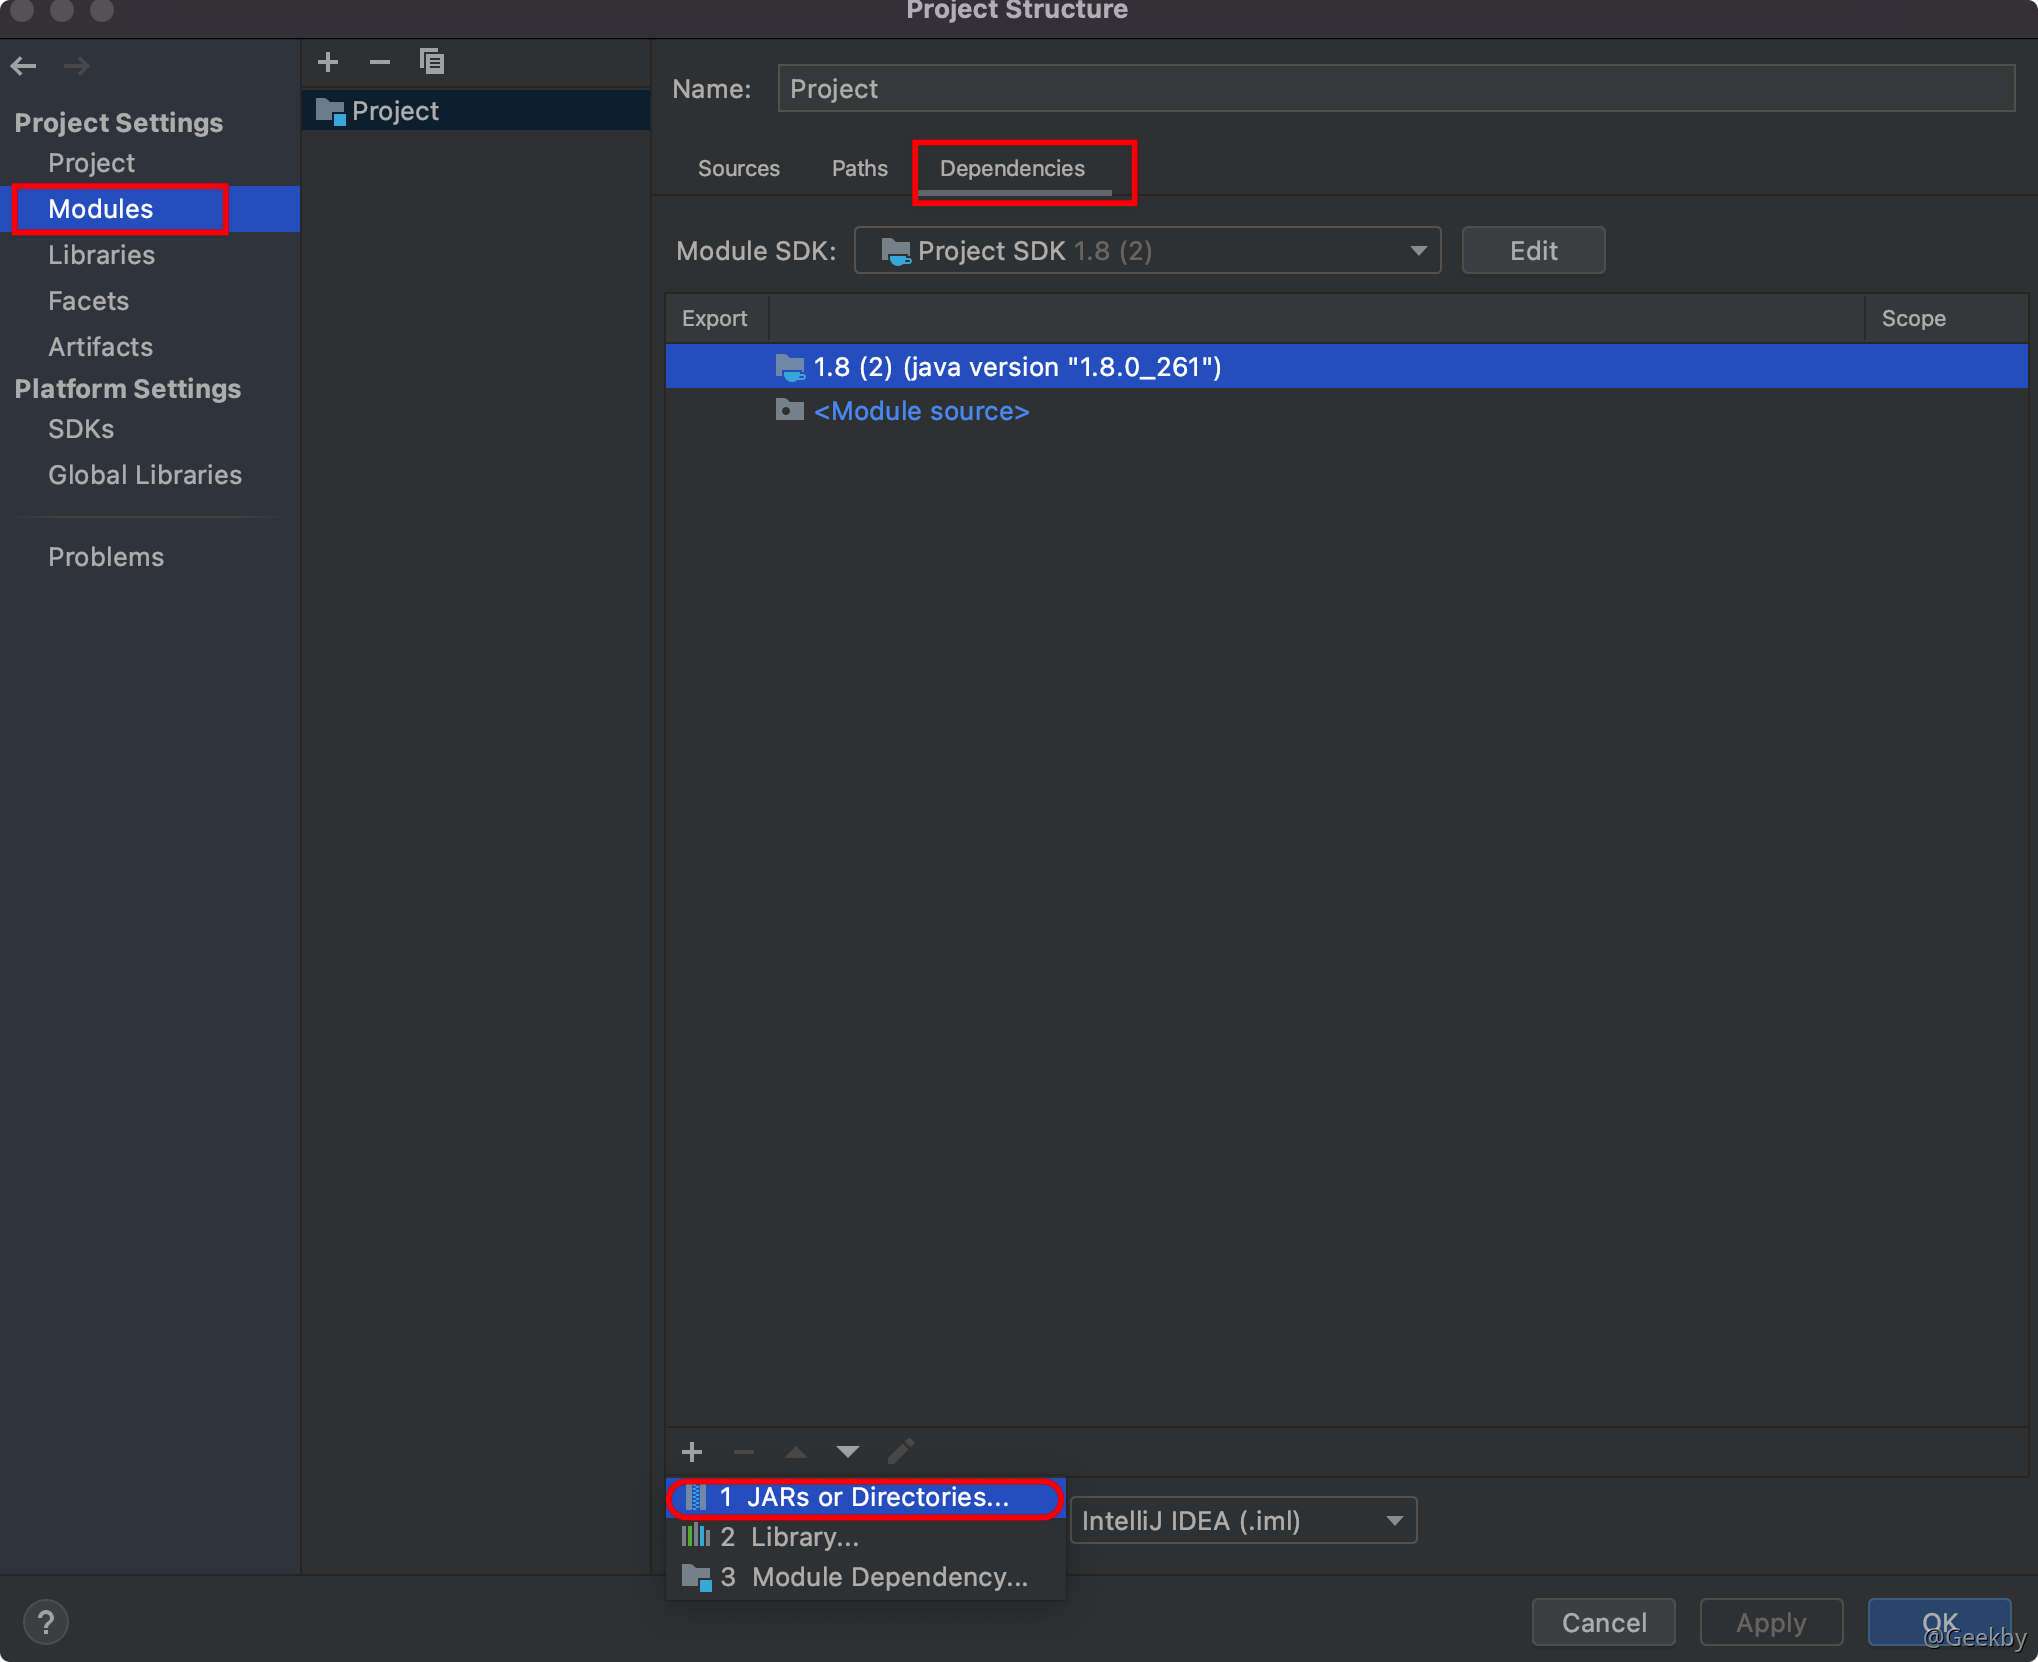 Project Structure
Project Settings
Project
Modules
Libraries
Facets
Artifacts
Platform Settings
SDKs
Global Libraries
Problems
Project
Name: Project
Sources Paths Dependencies
Module SDK: Project SDK 1.8 (2) Edit
Export Scope
1.8 (2) (java version "1.8.0_261")
<Module source>
1 JARs or Directories...
2 Library...
3 Module Dependency...
IntelliJ IDEA (.iml)
? Cancel Apply OK
@Geekby